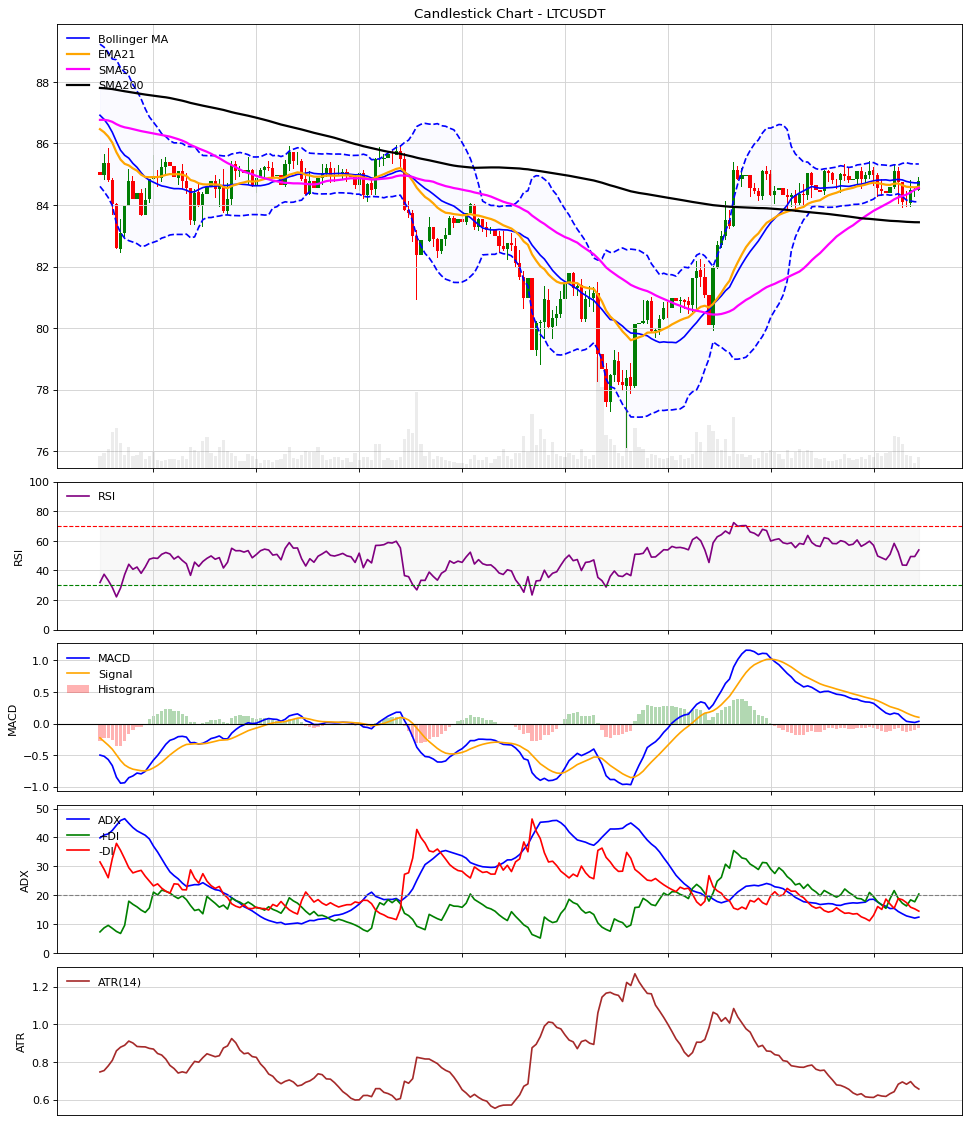 Candlestick Chart - LTCUSDT
Bollinger MA
EMA21
SMA50
SMA200
88
86
84
82
80
78
76
RSI
100
80
60
40
20
0
RSI
MACD
Signal
Histogram
1.0
0.5
0.0
−0.5
−1.0
MACD
ADX
+DI
-DI
50
40
30
20
10
0
ADX
ATR(14)
1.2
1.0
0.8
0.6
ATR